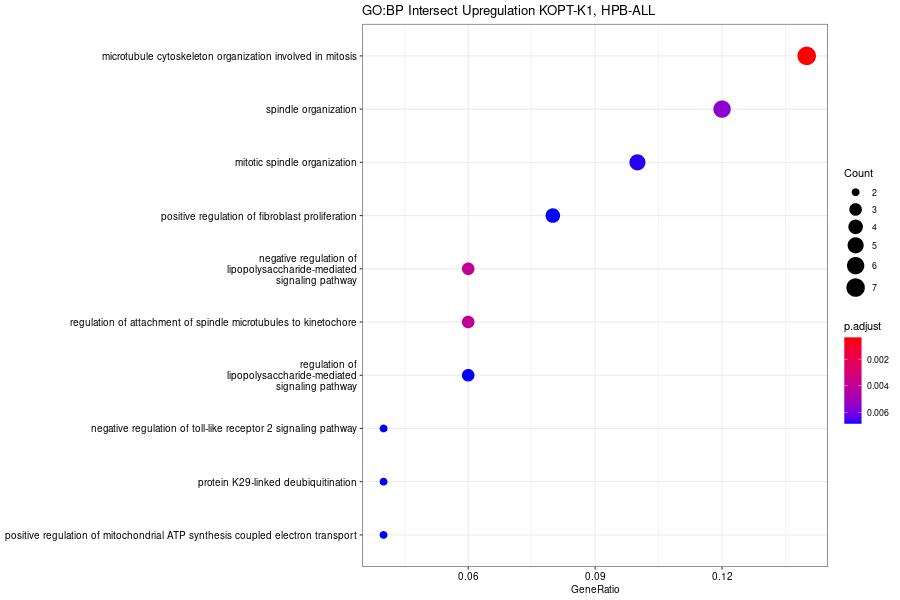 GO:BP Intersect Upregulation KOPT-K1, HPB-ALL
microtubule cytoskeleton organization involved in mitosis
spindle organization
mitotic spindle organization
positive regulation of fibroblast proliferation
negative regulation of
lipopolysaccharide-mediated
signaling pathway
regulation of attachment of spindle microtubules to kinetochore
regulation of
lipopolysaccharide-mediated
signaling pathway
negative regulation of toll-like receptor 2 signaling pathway
protein K29-linked deubiquitination
positive regulation of mitochondrial ATP synthesis coupled electron transport
0.06
0.09
0.12
GeneRatio
Count
2
3
4
5
6
7
p.adjust
0.002
0.004
0.006